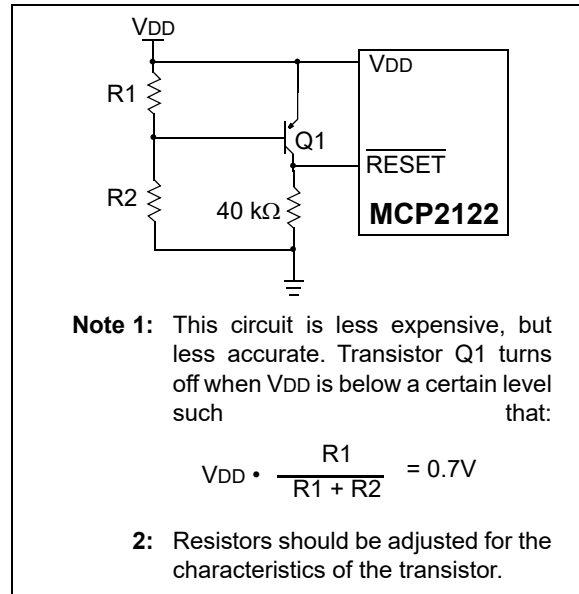 VDD
VDD
R1
Q1
RESET
R2
40 kΩ
MCP2122
Note 1: This circuit is less expensive, but
less accurate. Transistor Q1 turns
off when VDD is below a certain level
such that:
VDD • R1 / R1 + R2 = 0.7V
2: Resistors should be adjusted for the
characteristics of the transistor.